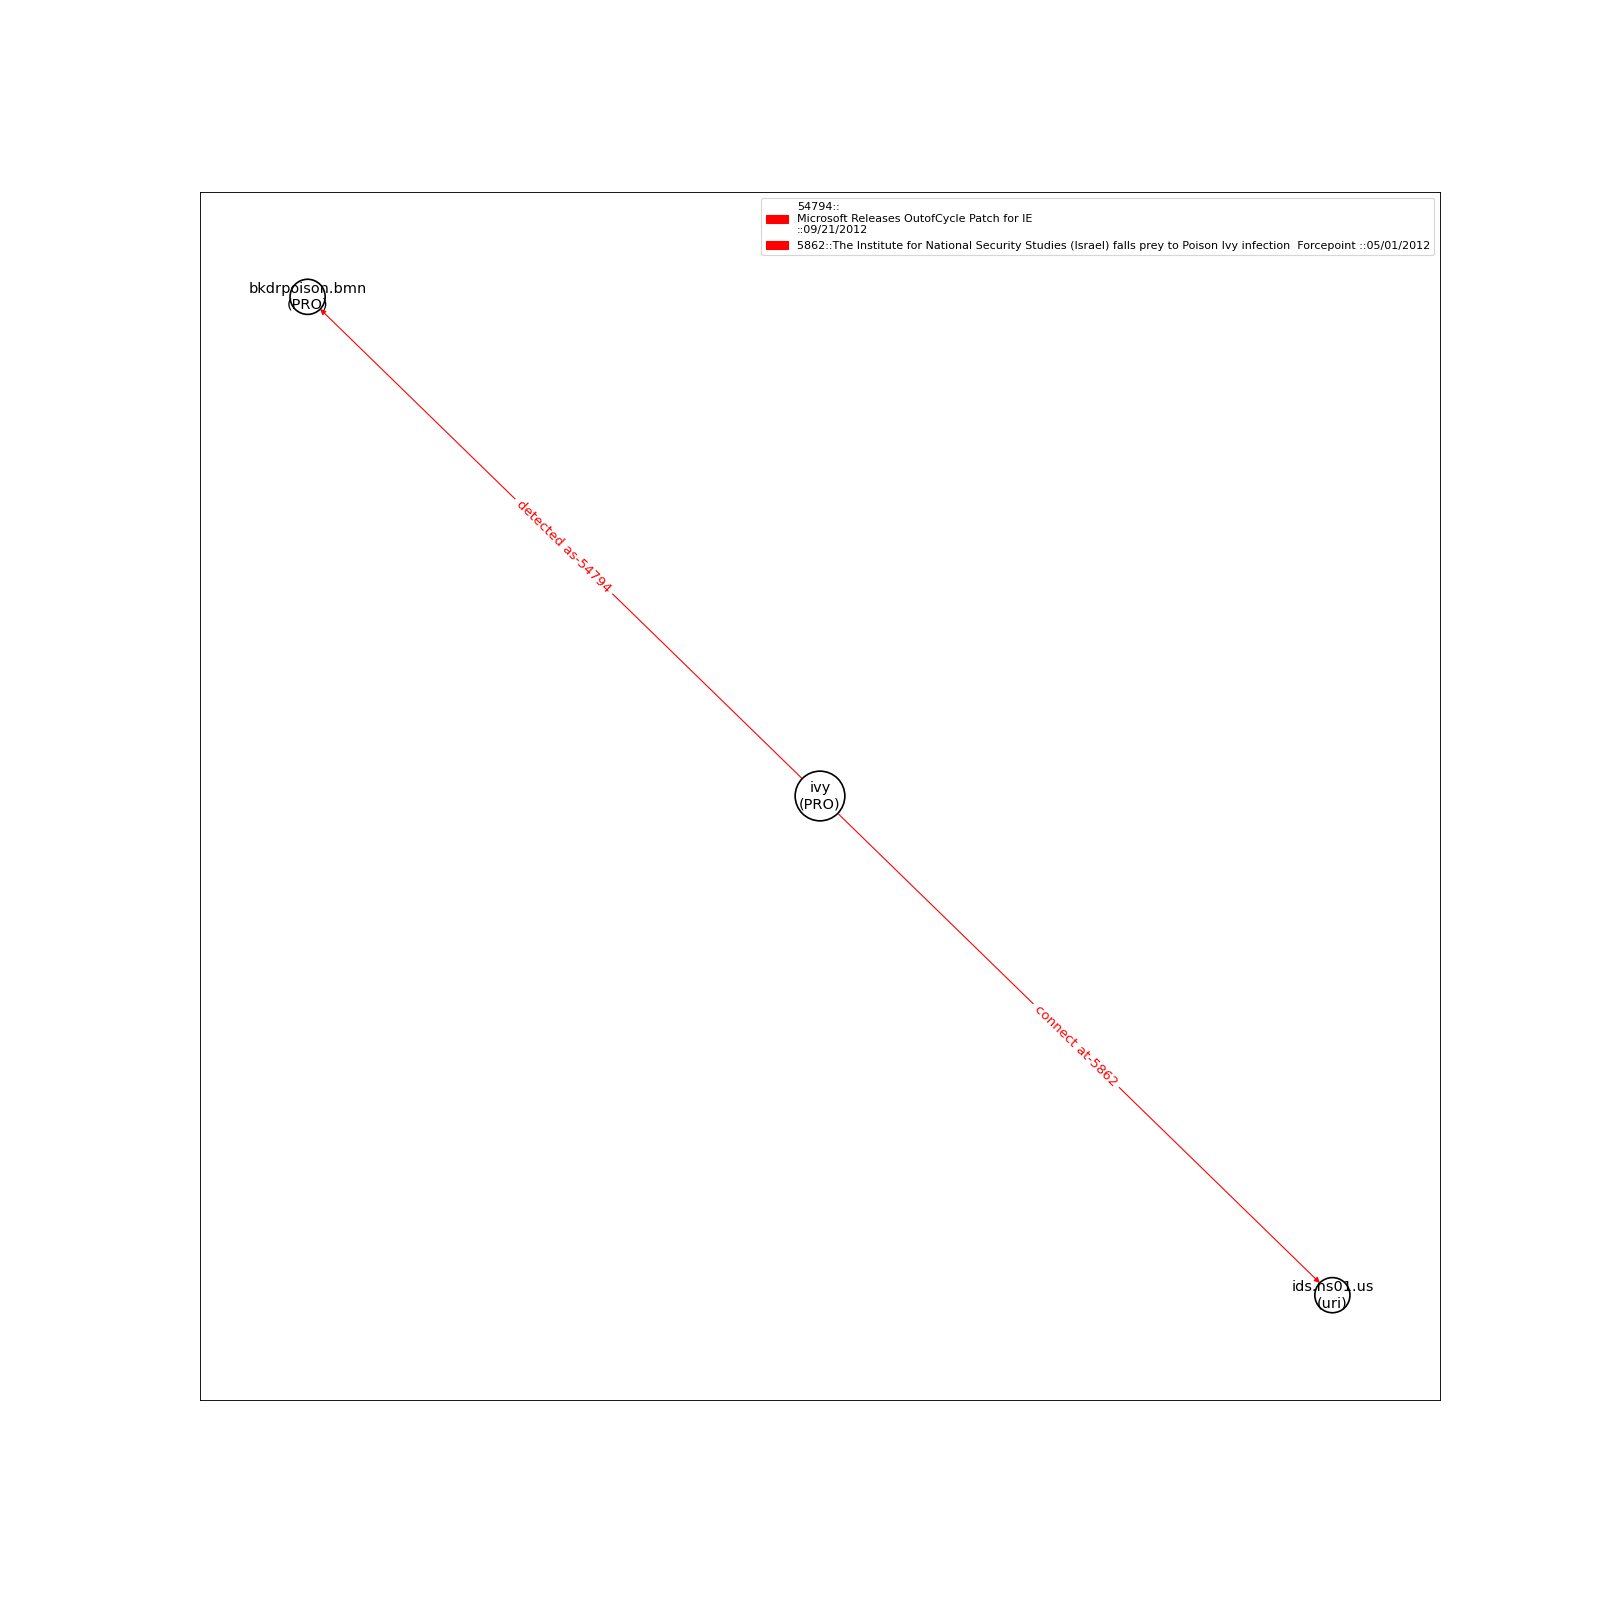 54794::
Microsoft Releases OutofCycle Patch for IE
::09/21/2012
5862::The Institute for National Security Studies (Israel) falls prey to Poison Ivy infection  Forcepoint ::05/01/2012
bkdrpoison.bmn
(PRO)
detected as-54794
ivy
(PRO)
connect at-5862
ids.ns01.us
(uri)